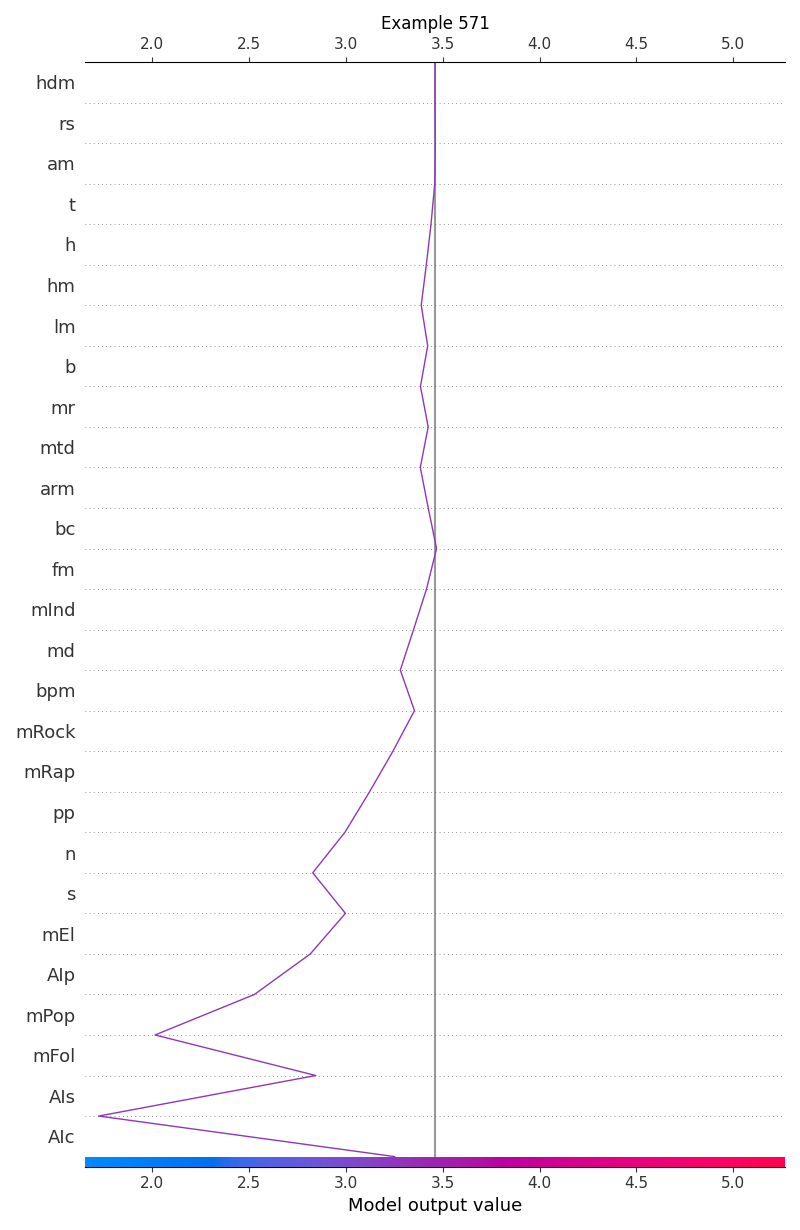 Example 571
2.0 2.5 3.0 3.5 4.0 4.5 5.0
hdm
rs
am
t
h
hm
lm
b
mr
mtd
arm
bc
fm
mInd
md
bpm
mRock
mRap
pp
n
s
mEl
AIp
mPop
mFol
AIs
AIc
2.0 2.5 3.0 3.5 4.0 4.5 5.0
Model output value